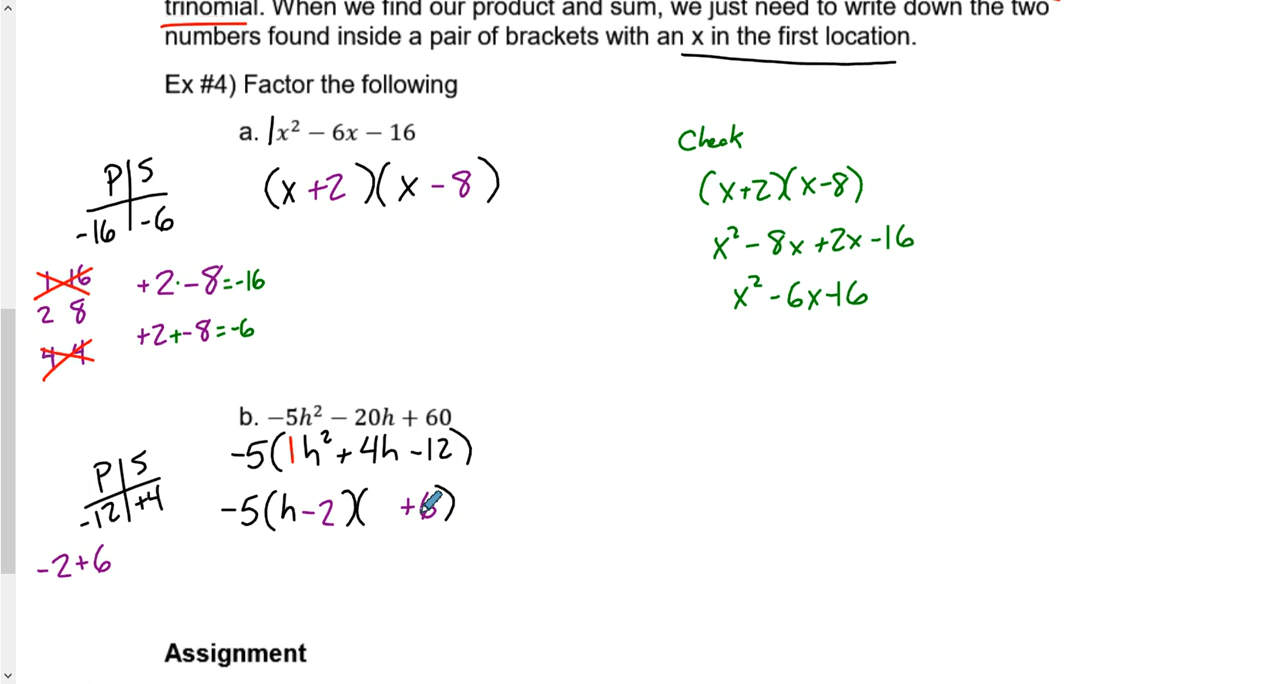 trinomial. When we find our product and sum, we just need to write down the two
numbers found inside a pair of brackets with an x in the first location.
Ex #4) Factor the following
a. 1x² – 6x – 16
P | S
-16 | -6
(x +2)(x - 8)
1 16
2 8
4 4
+2·-8=-16
+2+-8=-6
Check
(x+2)(x-8)
x² - 8x +2x -16
x² -6x-16
b. −5h² − 20h + 60
-5(1h² + 4h -12)
P | S
-12 | +4
-5(h-2)( +6)
-2+6
Assignment